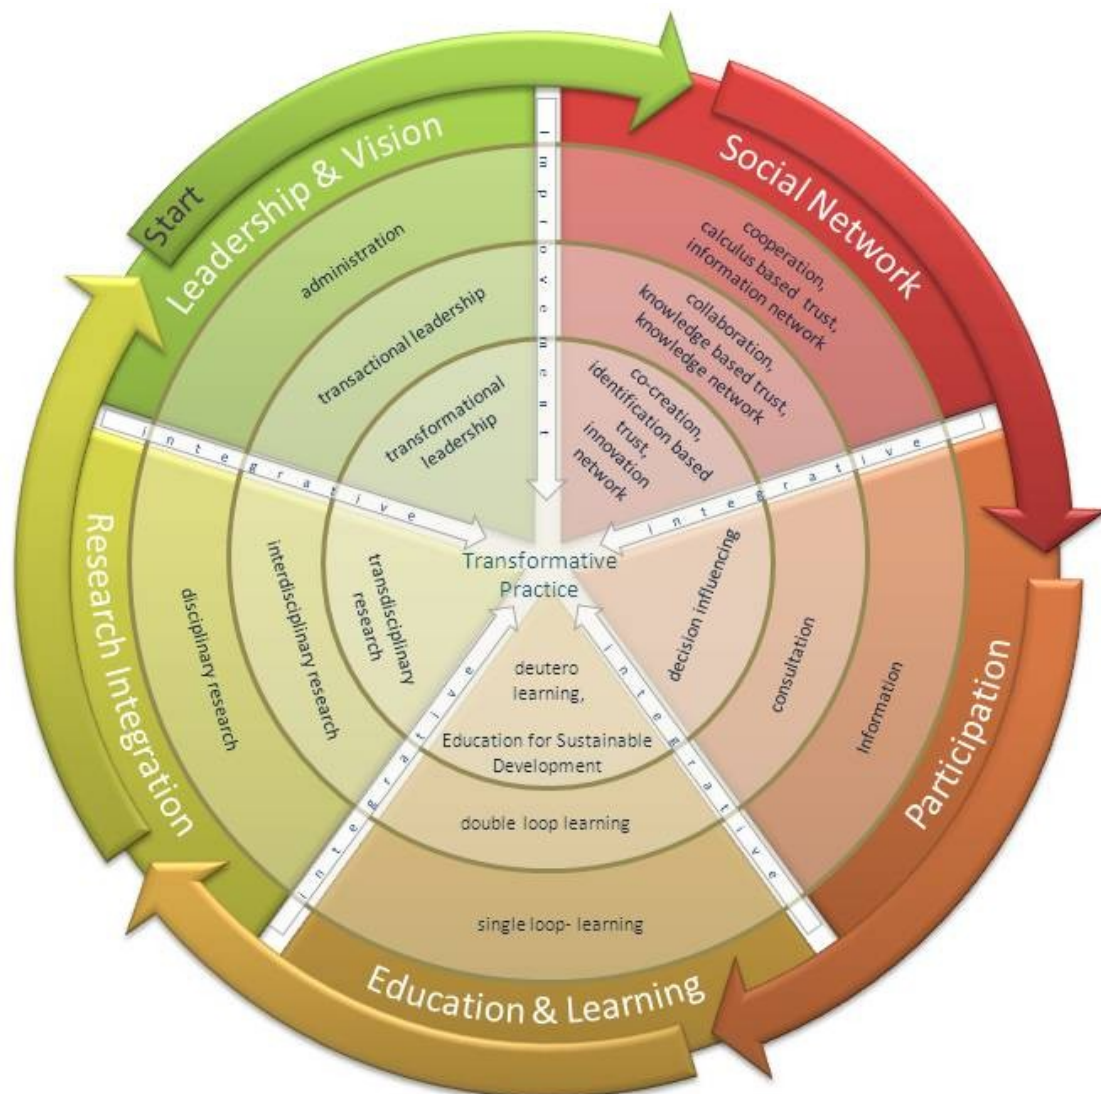 Start
Leadership & Vision
administration
transactional leadership
transformational
leadership
Improvement
Social Network
cooperation,
calculus based trust,
information network
collaboration,
knowledge based trust,
knowledge network
co-creation,
identification based
trust,
innovation
network
integrative
Participation
Information
consultation
decision influencing
integrative
Education & Learning
single loop- learning
double loop learning
deutero
learning,
Education for Sustainable
Development
integrative
Research Integration
disciplinary research
interdisciplinary research
transdisciplinary
research
integrative
Transformative
Practice